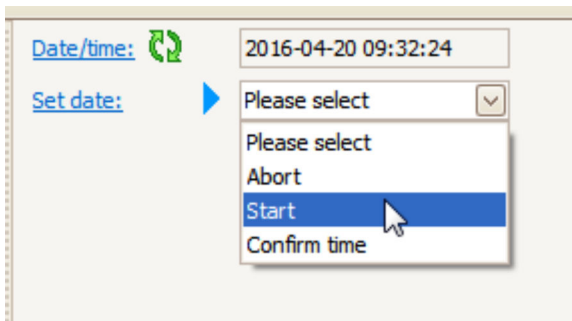 Date/time: 2016-04-20 09:32:24
Set date: Please select
Please select
Abort
Start
Confirm time